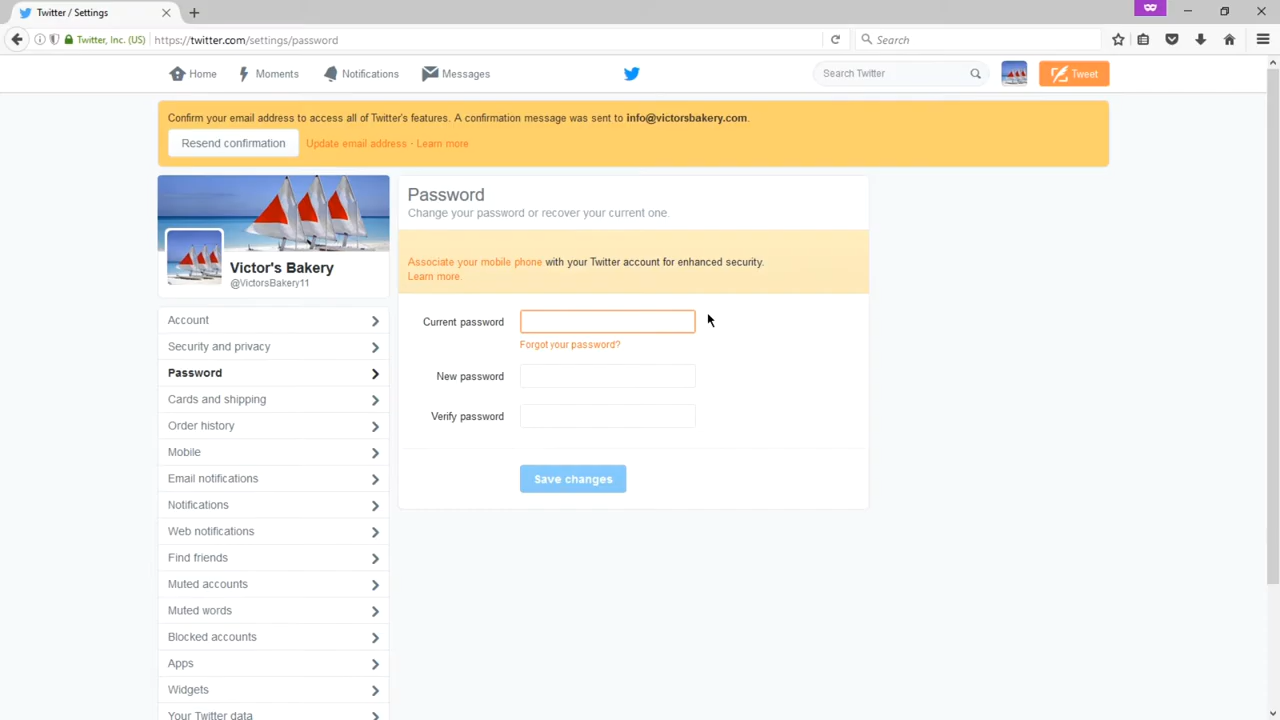 Twitter / Settings
Twitter, Inc. (US)
https://twitter.com/settings/password
Search
Home
Moments
Notifications
Messages
Search Twitter
Tweet
Confirm your email address to access all of Twitter's features. A confirmation message was sent to info@victorsbakery.com.
Resend confirmation
Update email address · Learn more
Victor's Bakery
@VictorsBakery11
Account
Security and privacy
Password
Cards and shipping
Order history
Mobile
Email notifications
Notifications
Web notifications
Find friends
Muted accounts
Muted words
Blocked accounts
Apps
Widgets
Your Twitter data
Password
Change your password or recover your current one.
Associate your mobile phone with your Twitter account for enhanced security.
Learn more.
Current password
Forgot your password?
New password
Verify password
Save changes